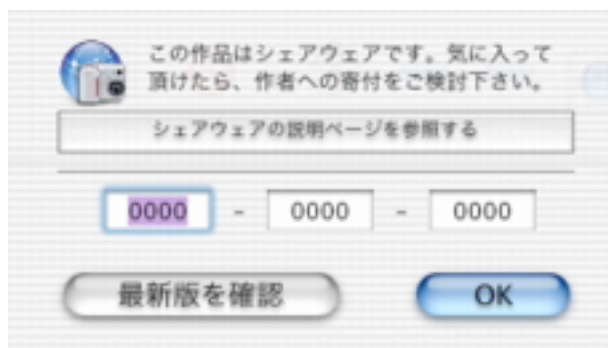 この作品はシェアウェアです。気に入って
頂けたら、作者への寄付をご検討下さい。
シェアウェアの説明ページを参照する
0000 - 0000 - 0000
最新版を確認 OK